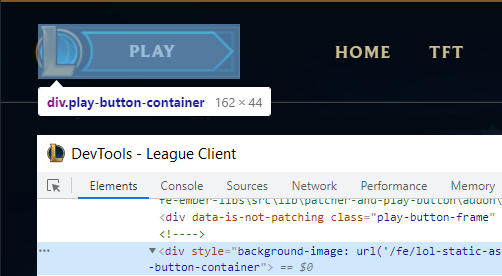 PLAY
HOME TFT
div.play-button-container 162 × 44
DevTools - League Client
Elements Console Sources Performance Memory
fe-ember-libs\src\lib\patcher-and-play-button\addon\
<div data-is-not-patching class="play-button-frame"
<!---->
▼<div style="background-image: url('/fe/lol-static-as
-button-container"> == $0